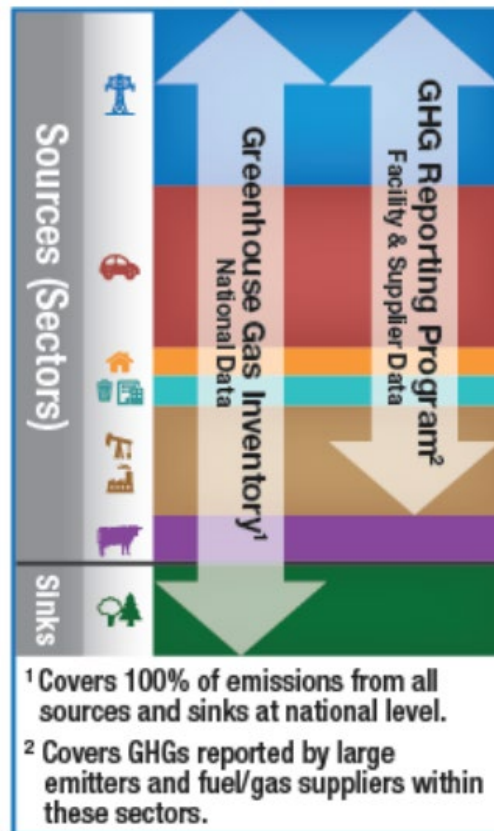 Sources (Sectors)
Sinks
Greenhouse Gas Inventory¹
National Data
GHG Reporting Program²
Facility & Supplier Data
¹ Covers 100% of emissions from all
sources and sinks at national level.
² Covers GHGs reported by large
emitters and fuel/gas suppliers within
these sectors.